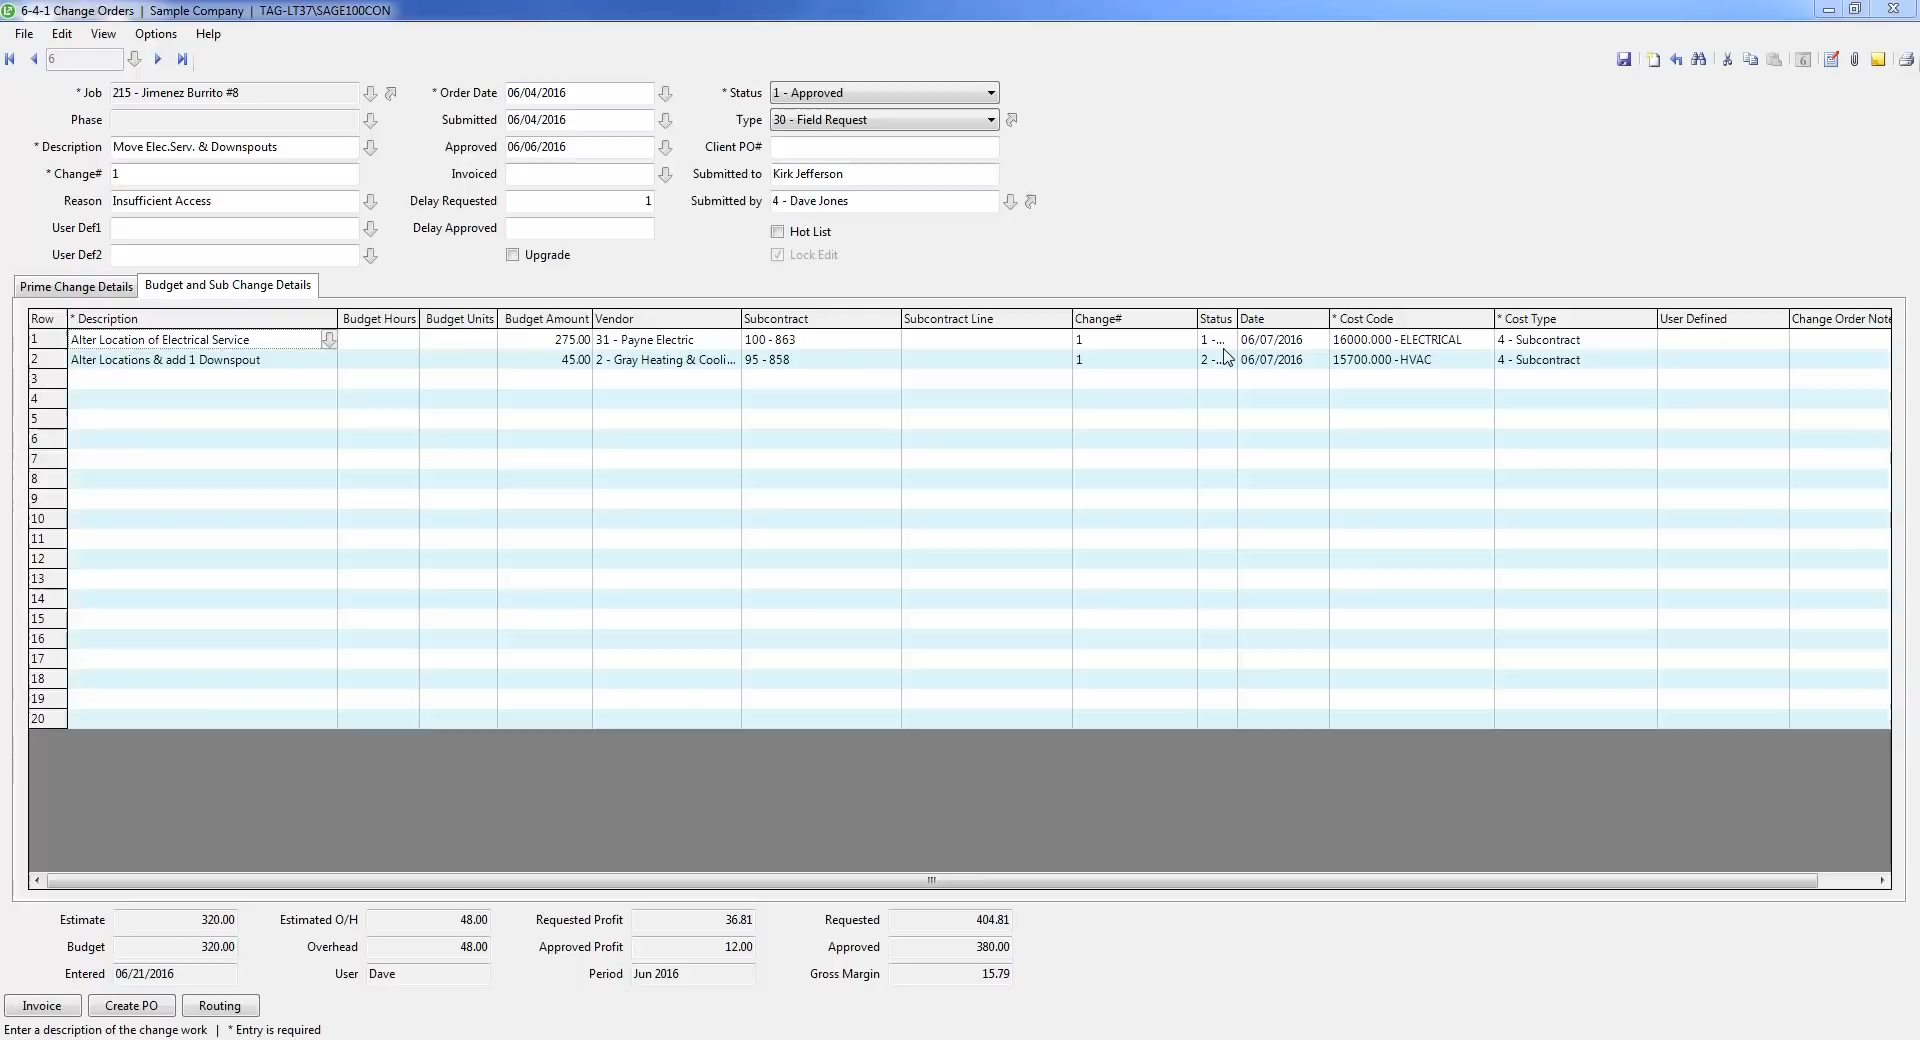 6-4-1 Change Orders | Sample Company | TAG-LT37\SAGE100CON
File Edit View Options Help
6
* Job 215 - Jimenez Burrito #8 * Order Date 06/04/2016 * Status 1 - Approved
Phase Submitted 06/04/2016 Type 30 - Field Request
* Description Move Elec.Serv. & Downspouts Approved 06/06/2016 Client PO#
* Change# 1 Invoiced Submitted to Kirk Jefferson
Reason Insufficient Access Delay Requested 1 Submitted by 4 - Dave Jones
User Def1 Delay Approved Hot List
User Def2 Upgrade Lock Edit
Prime Change Details Budget and Sub Change Details
Row * Description Budget Hours Budget Units Budget Amount Vendor Subcontract Subcontract Line Change# Status Date * Cost Code * Cost Type User Defined Change Order Note
1 Alter Location of Electrical Service 275.00 31 - Payne Electric 100 - 863 1 1 -... 06/07/2016 16000.000 - ELECTRICAL 4 - Subcontract
2 Alter Locations & add 1 Downspout 45.00 2 - Gray Heating & Cooli... 95 - 858 1 2 -... 06/07/2016 15700.000 - HVAC 4 - Subcontract
3
4
5
6
7
8
9
10
11
12
13
14
15
16
17
18
19
20
Estimate 320.00 Estimated O/H 48.00 Requested Profit 36.81 Requested 404.81
Budget 320.00 Overhead 48.00 Approved Profit 12.00 Approved 380.00
Entered 06/21/2016 User Dave Period Jun 2016 Gross Margin 15.79
Invoice Create PO Routing
Enter a description of the change work | * Entry is required